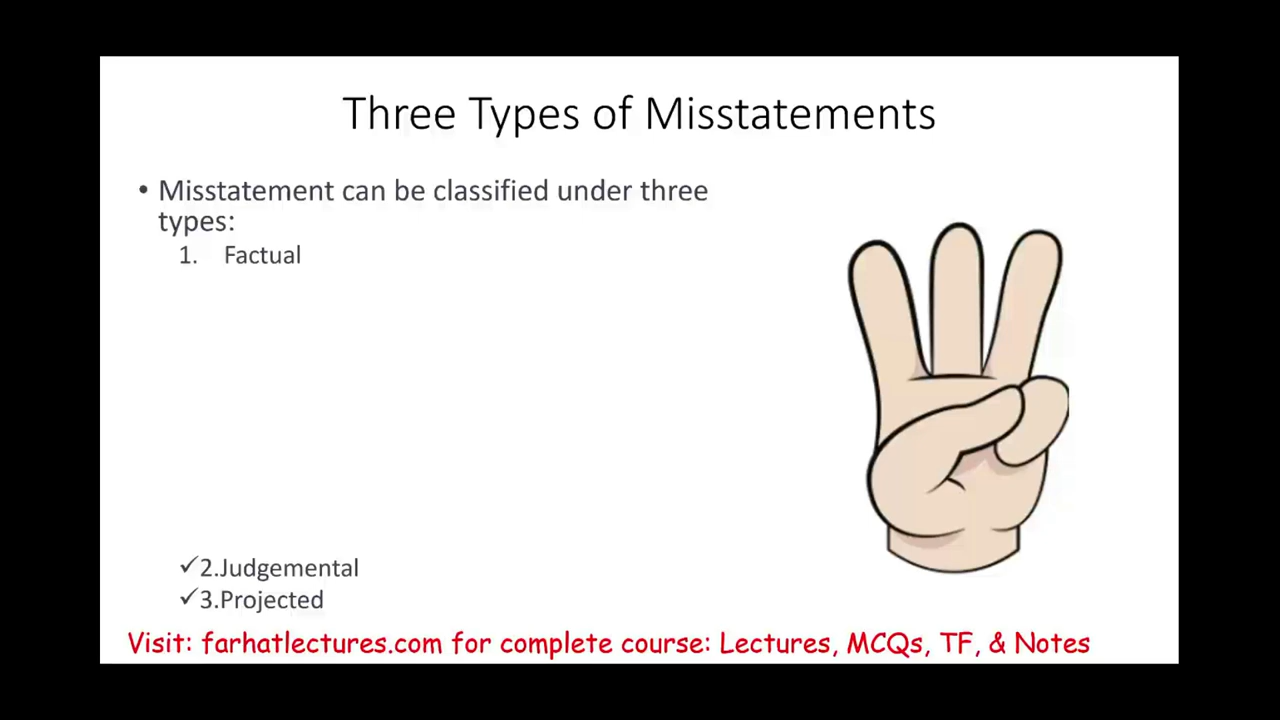 Three Types of Misstatements
• Misstatement can be classified under three
types:
1. Factual
✓2.Judgemental
✓3.Projected
Visit: farhatlectures.com for complete course: Lectures, MCQs, TF, & Notes